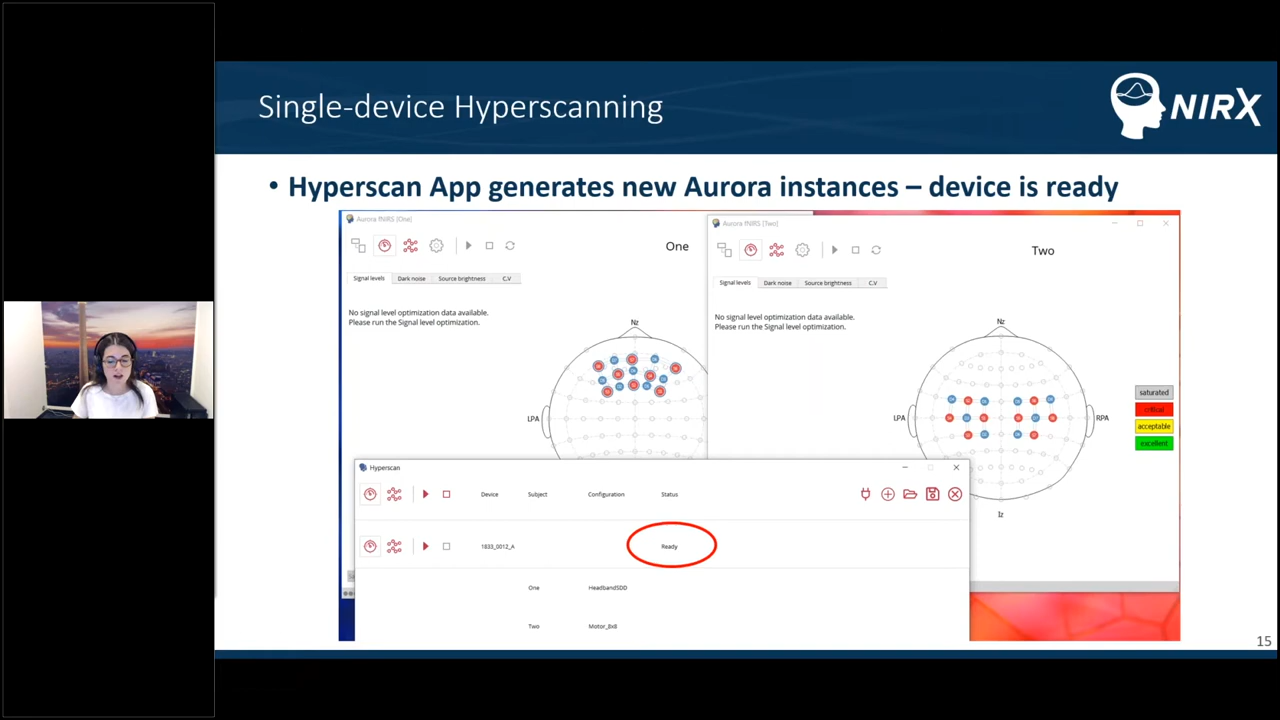 Single-device Hyperscanning
NIRX
• Hyperscan App generates new Aurora instances – device is ready
Aurora fNIRS [One]
One
Signal levels Dark noise Source brightness C.V
No signal level optimization data available.
Please run the Signal level optimization.
Nz
LPA
Aurora fNIRS [Two]
Two
Signal levels Dark noise Source brightness C.V
No signal level optimization data available.
Please run the Signal level optimization.
Nz
LPA
RPA
Iz
saturated
critical
acceptable
excellent
Hyperscan
Device Subject Configuration Status
1833_0012_A Ready
One HeadbandSDD
Two Motor_8x8
15